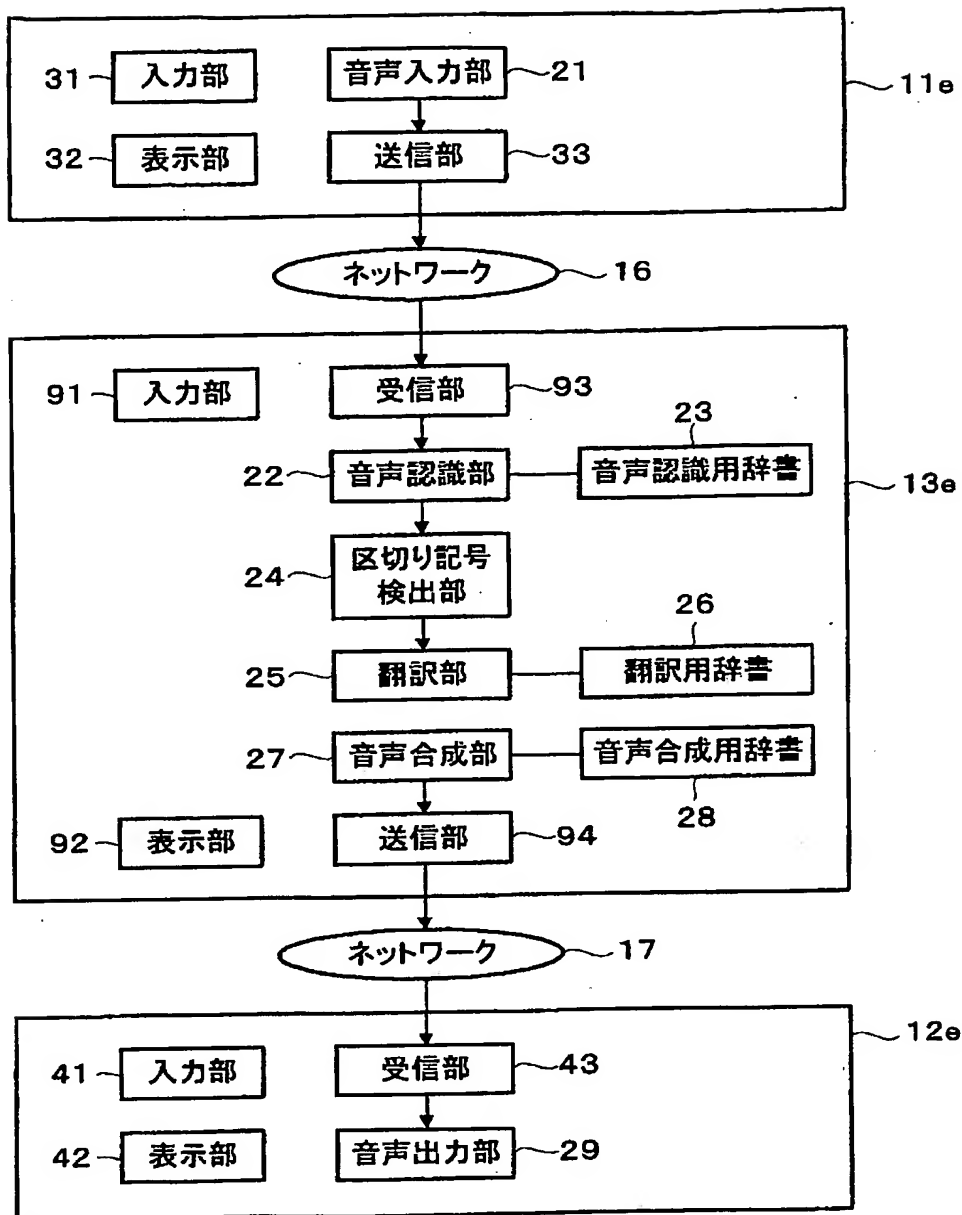 31 入力部 音声入力部 21 11e
32 表示部 送信部 33
ネットワーク 16
91 入力部 受信部 93
23
22 音声認識部 音声認識用辞書 13e
24 区切り記号
検出部
26
25 翻訳部 翻訳用辞書
27 音声合成部 音声合成用辞書
28
92 表示部 送信部 94
ネットワーク 17
12e
41 入力部 受信部 43
42 表示部 音声出力部 29